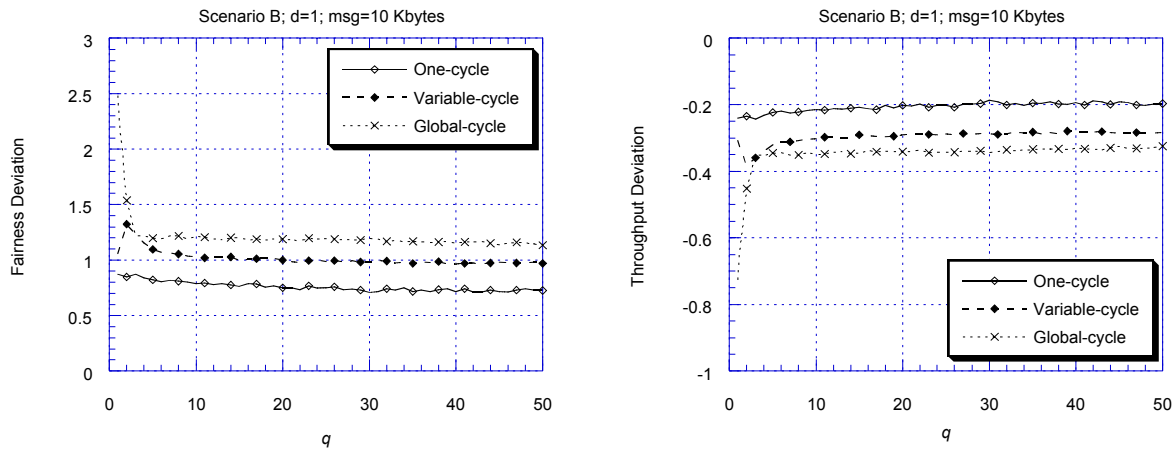 Scenario B; d=1; msg=10 Kbytes
3
2.5
2
1.5
1
0.5
0
Fairness Deviation
One-cycle
Variable-cycle
Global-cycle
0
10
20
30
40
50
q
Scenario B; d=1; msg=10 Kbytes
0
-0.2
-0.4
-0.6
-0.8
-1
Throughput Deviation
One-cycle
Variable-cycle
Global-cycle
0
10
20
30
40
50
q